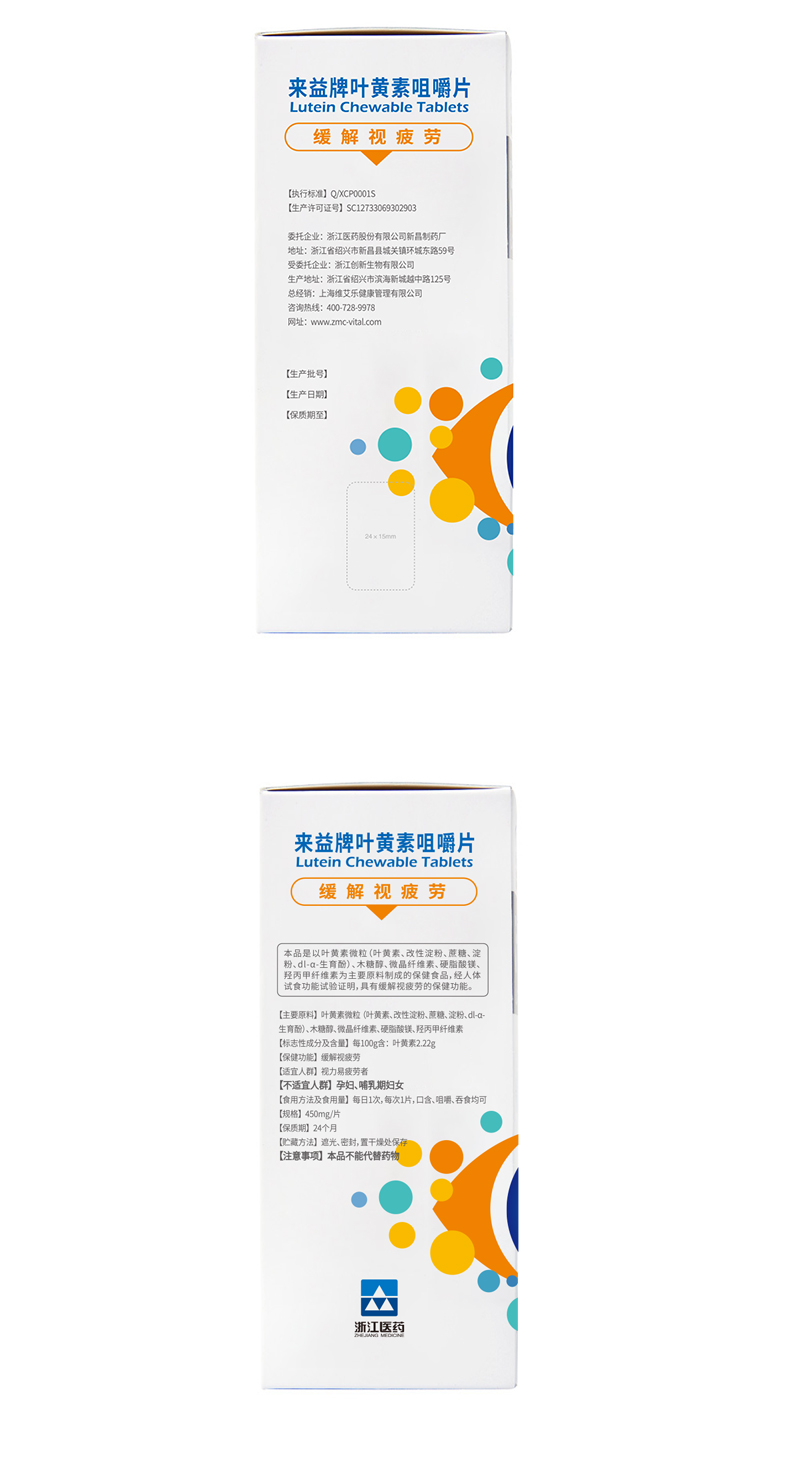 来益牌叶黄素咀嚼片
Lutein Chewable Tablets
缓解视疲劳
【执行标准】Q/XCP0001S
【生产许可证号】SC12733069302903
委托企业：浙江医药股份有限公司新昌制药厂
地址：浙江省绍兴市新昌县城关镇环城东路59号
受委托企业：浙江创新生物有限公司
生产地址：浙江省绍兴市滨海新城越中路125号
总经销：上海维艾乐健康管理有限公司
咨询热线：400-728-9978
网址：www.zmc-vital.com
【生产批号】
【生产日期】
【保质期至】
24×15mm
来益牌叶黄素咀嚼片
Lutein Chewable Tablets
缓解视疲劳
本品是以叶黄素微粒（叶黄素、改性淀粉、蔗糖、淀
粉、dl-α-生育酚）、木糖醇、微晶纤维素、硬脂酸镁、
羟丙甲纤维素为主要原料制成的保健食品，经人体
试食功能试验证明，具有缓解视疲劳的保健功能。
【主要原料】叶黄素微粒（叶黄素、改性淀粉、蔗糖、淀粉、dl-α-
生育酚）、木糖醇、微晶纤维素、硬脂酸镁、羟丙甲纤维素
【标志性成分及含量】每100g含：叶黄素2.22g
【保健功能】缓解视疲劳
【适宜人群】视力易疲劳者
【不适宜人群】孕妇、哺乳期妇女
【食用方法及食用量】每日1次，每次1片，口含、咀嚼、吞食均可
【规格】450mg/片
【保质期】24个月
【贮藏方法】遮光、密封，置干燥处保存
【注意事项】本品不能代替药物
浙江医药
ZHEJIANG MEDICINE